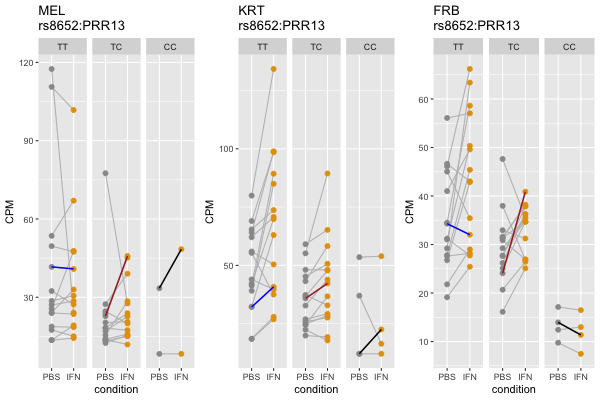 MEL
rs8652:PRR13
TT TC CC
CPM
120
90
60
30
PBS IFN PBS IFN PBS IFN
condition
KRT
rs8652:PRR13
TT TC CC
CPM
100
50
PBS IFN PBS IFN PBS IFN
condition
FRB
rs8652:PRR13
TT TC CC
CPM
60
50
40
30
20
10
PBS IFN PBS IFN PBS IFN
condition